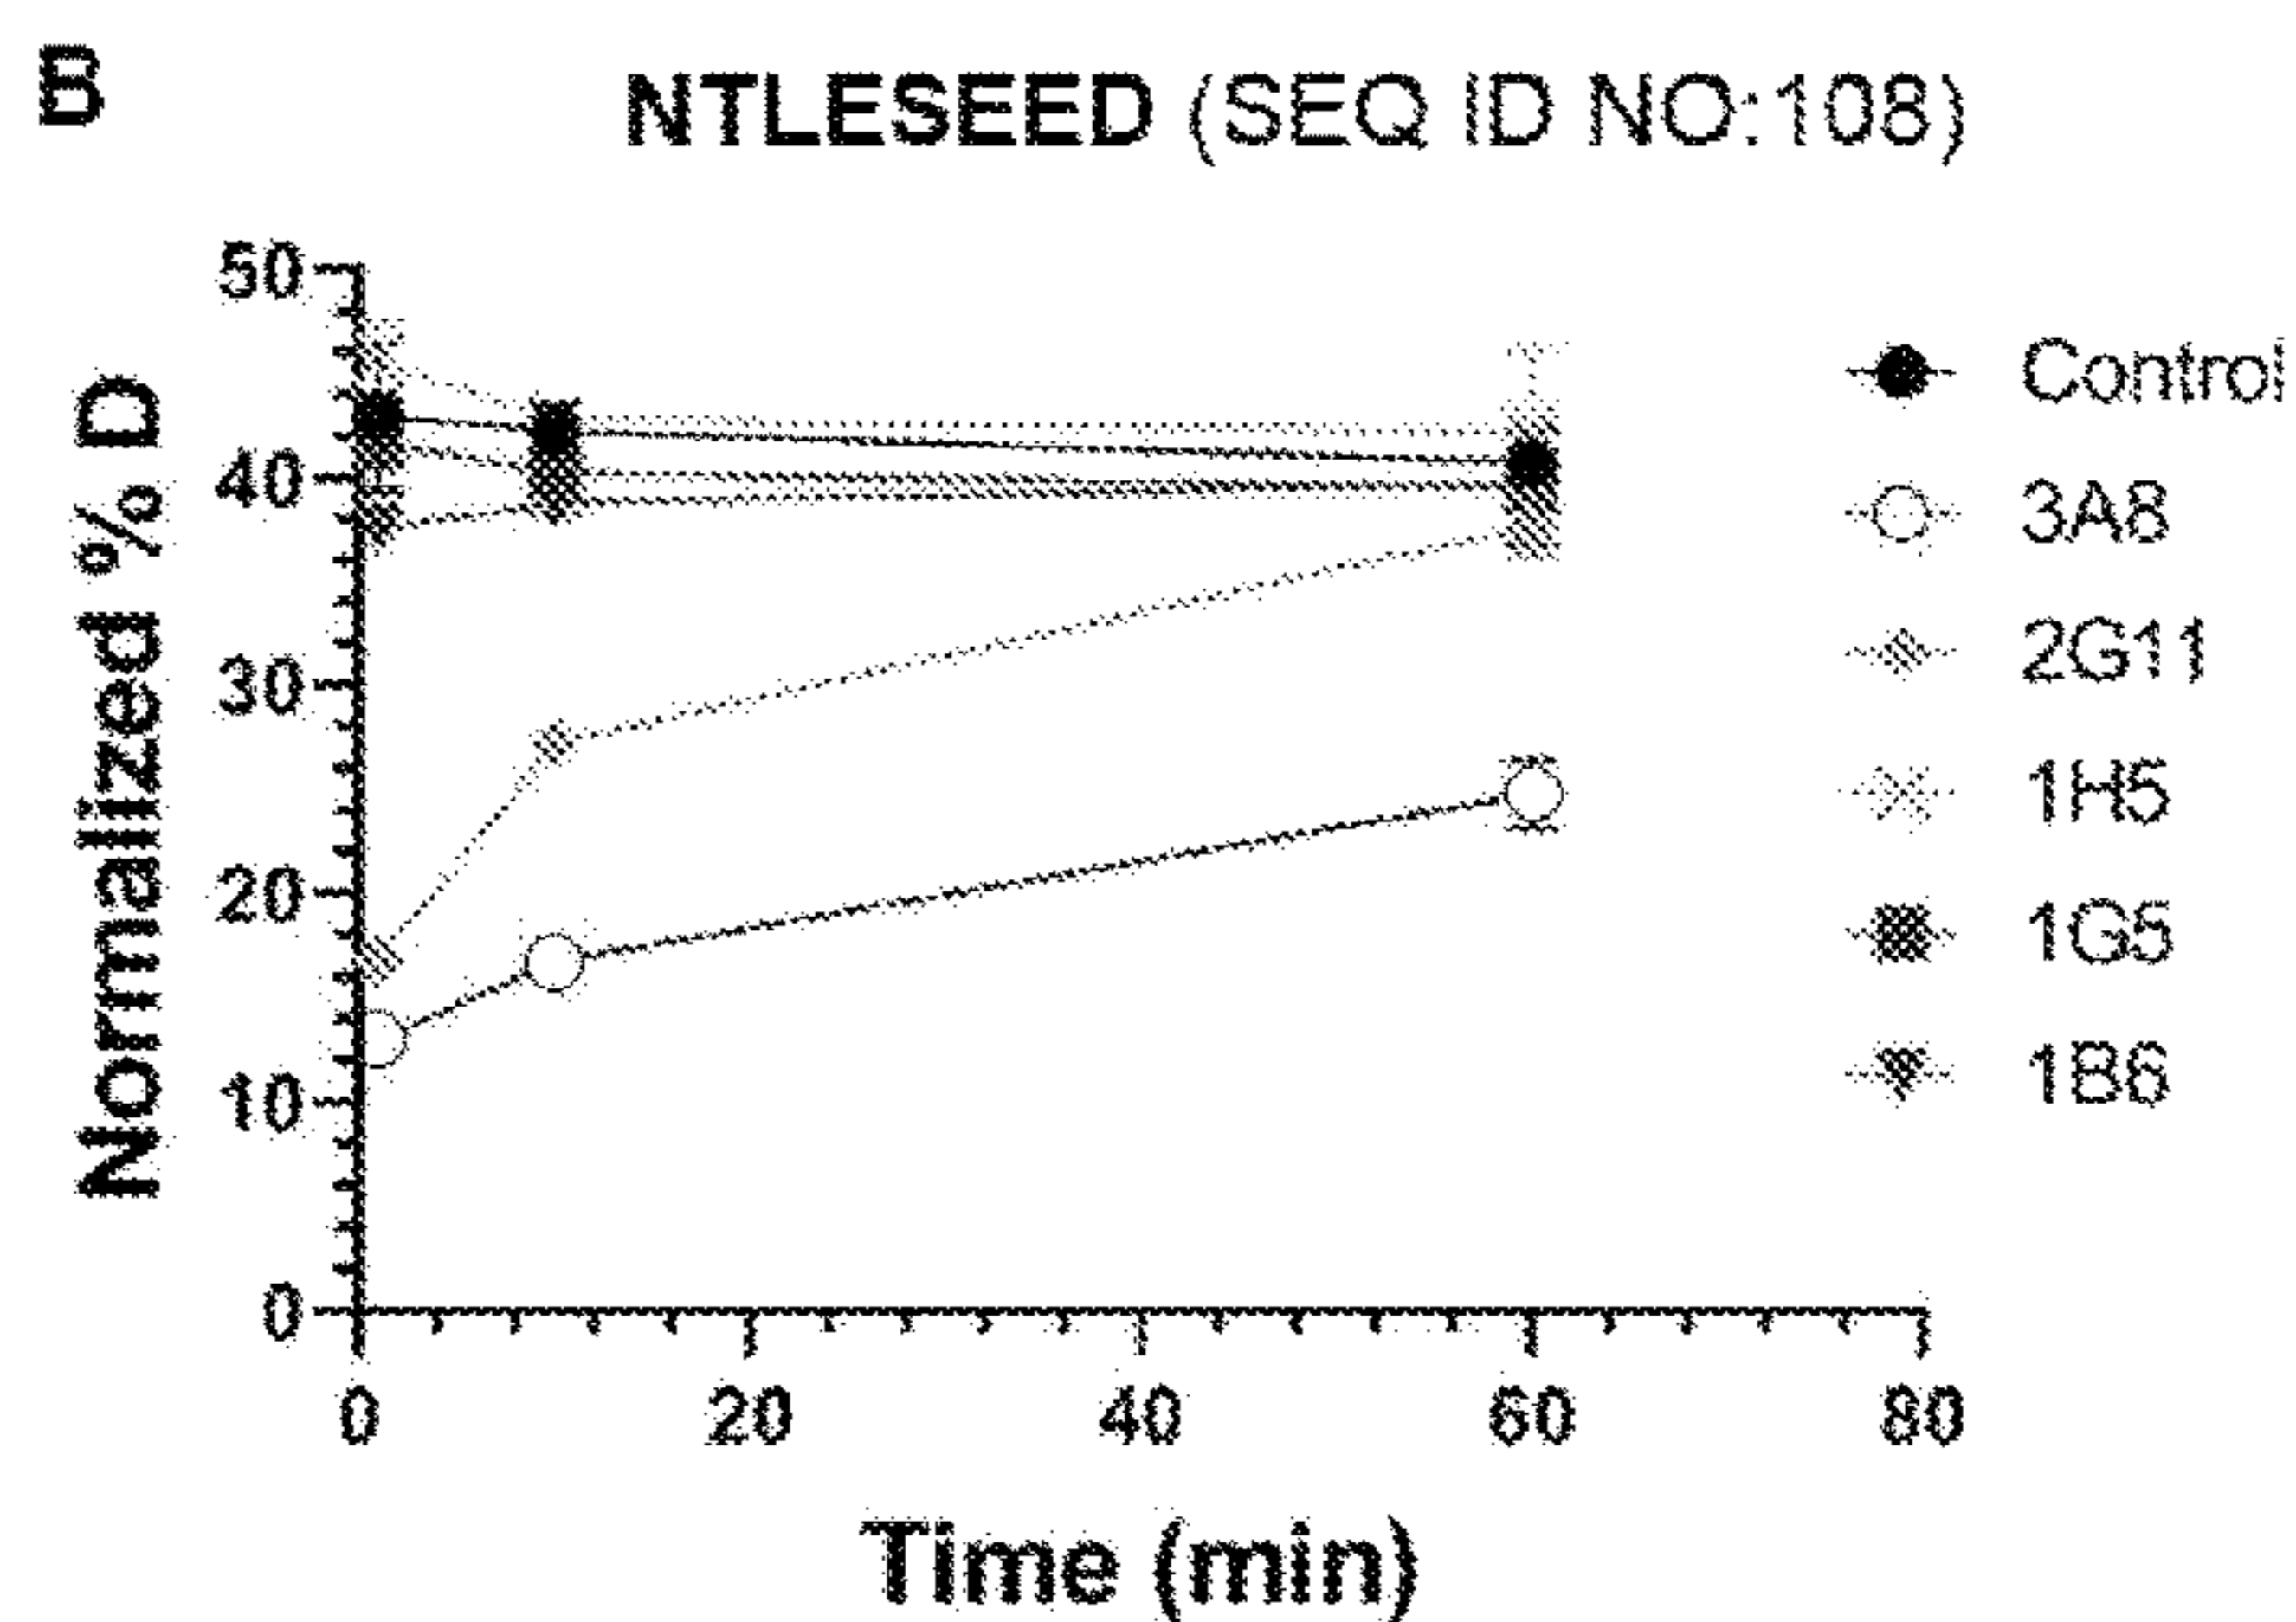 B
NTLESEED (SEQ ID NO:108)
Normalized % D
50
40
30
20
10
0
0 20 40 60 80
Time (min)
Control
3A8
2G11
1H5
1G5
1B6